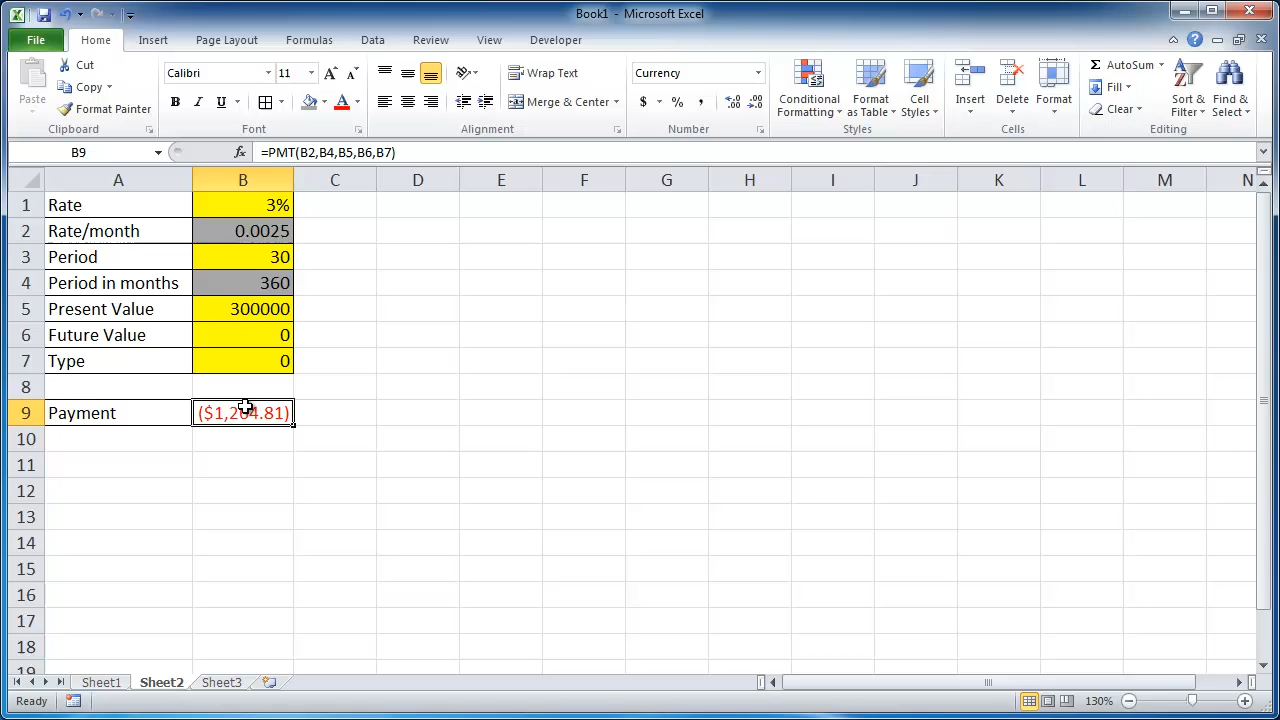 Book1 - Microsoft Excel
File Home Insert Page Layout Formulas Data Review View Developer
Paste
Cut
Copy
Format Painter
Clipboard
Calibri 11
B I U A
Font
Wrap Text
Merge & Center
Alignment
Currency
$ % ,
Number
Conditional Formatting
Format as Table
Cell Styles
Styles
Insert
Delete
Format
Cells
AutoSum
Fill
Clear
Sort & Filter
Find & Select
Editing
B9 fx =PMT(B2,B4,B5,B6,B7)
A B C D E F G H I J K L M N
1 Rate 3%
2 Rate/month 0.0025
3 Period 30
4 Period in months 360
5 Present Value 300000
6 Future Value 0
7 Type 0
8
9 Payment ($1,264.81)
10
11
12
13
14
15
16
17
18
19
Sheet1 Sheet2 Sheet3
Ready 130%